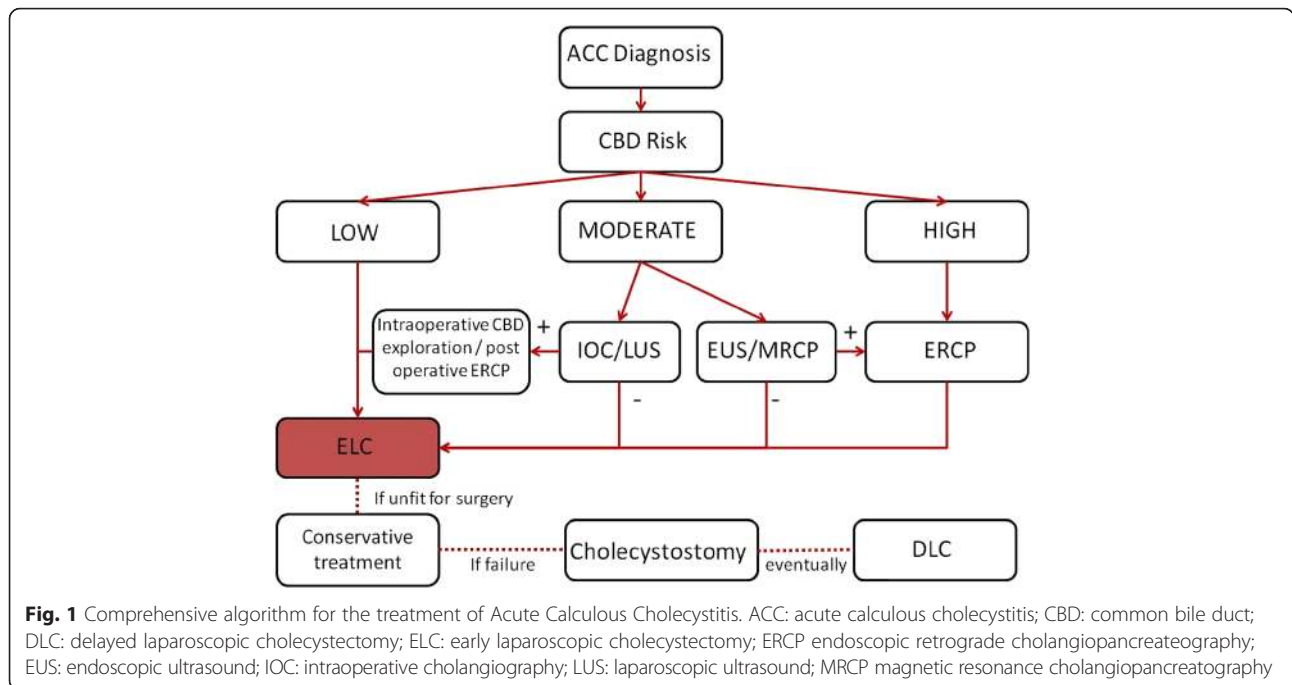 ACC Diagnosis
CBD Risk
LOW
MODERATE
HIGH
Intraoperative CBD
exploration / post
operative ERCP
+
IOC/LUS
EUS/MRCP
+
ERCP
-
-
ELC
If unfit for surgery
Conservative
treatment
If failure
Cholecystostomy
eventually
DLC
Fig. 1 Comprehensive algorithm for the treatment of Acute Calculous Cholecystitis. ACC: acute calculous cholecystitis; CBD: common bile duct;
DLC: delayed laparoscopic cholecystectomy; ELC: early laparoscopic cholecystectomy; ERCP endoscopic retrograde cholangiopancreateography;
EUS: endoscopic ultrasound; IOC: intraoperative cholangiography; LUS: laparoscopic ultrasound; MRCP magnetic resonance cholangiopancreatography